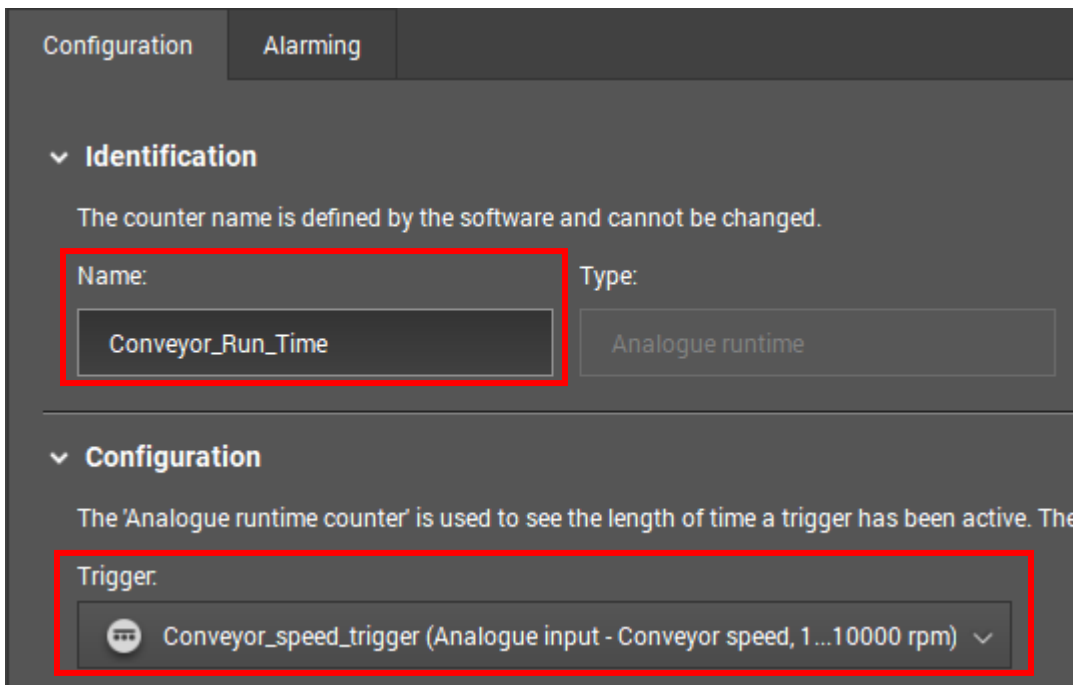 Configuration Alarming
Identification
The counter name is defined by the software and cannot be changed.
Name: Type:
Conveyor_Run_Time Analogue runtime
Configuration
The 'Analogue runtime counter' is used to see the length of time a trigger has been active. The
Trigger:
Conveyor_speed_trigger (Analogue input - Conveyor speed, 1...10000 rpm)